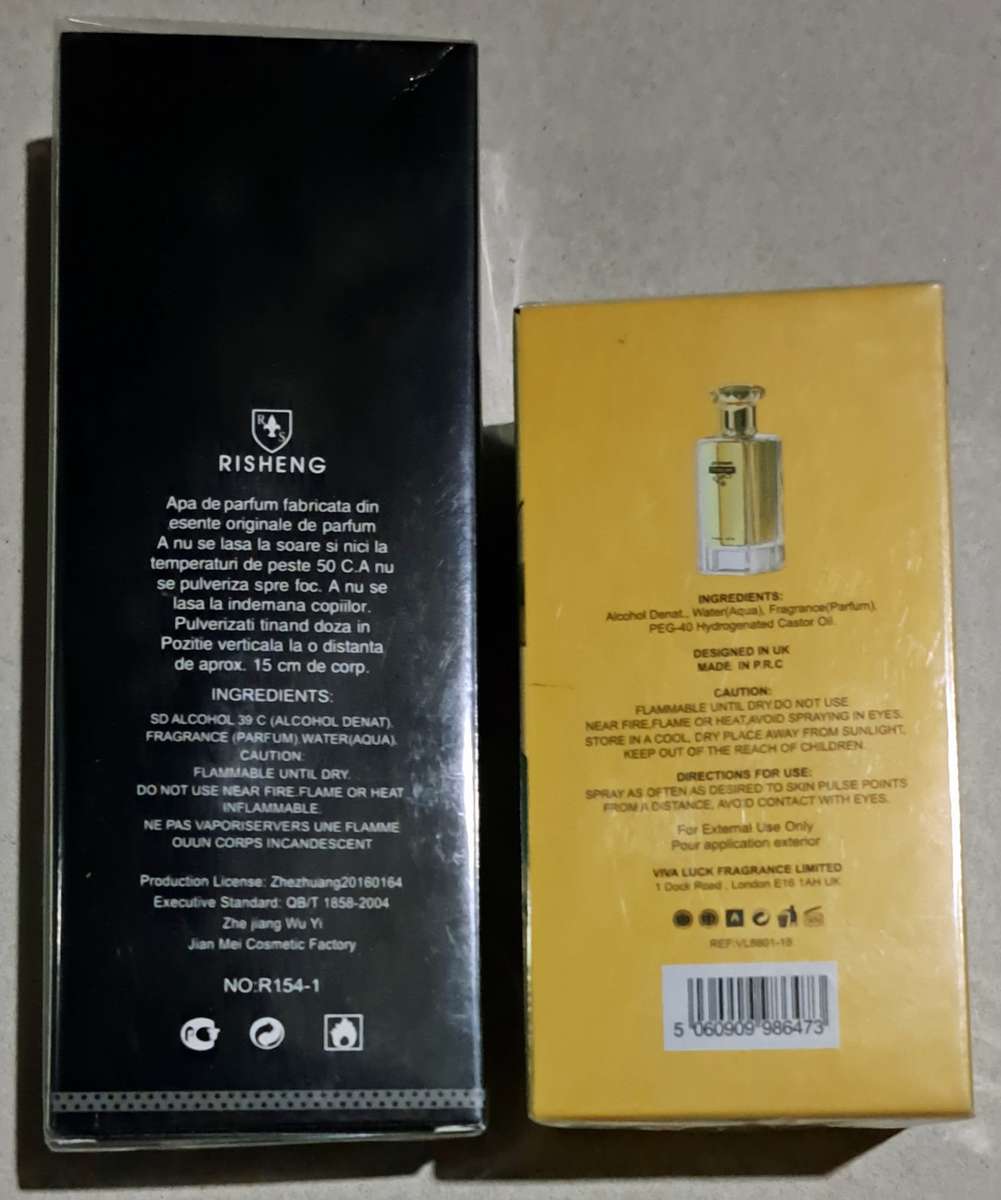 R S
RISHENG
Apa de parfum fabricata din
esente originale de parfum
A nu se lasa la soare si nici la
temperaturi de peste 50 C.A nu
se pulveriza spre foc. A nu se
lasa la indemana copiilor.
Pulverizati tinand doza in
Pozitie verticala la o distanta
de aprox. 15 cm de corp.
INGREDIENTS:
SD ALCOHOL 39 C (ALCOHOL DENAT).
FRAGRANCE (PARFUM).WATER(AQUA).
CAUTION:
FLAMMABLE UNTIL DRY.
DO NOT USE NEAR FIRE.FLAME OR HEAT
INFLAMMABLE.
NE PAS VAPORISERVERS UNE FLAMME
OUUN CORPS INCANDESCENT
Production License: Zhezhuang20160164
Executive Standard: QB/T 1858-2004
Zhe jiang Wu Yi
Jian Mei Cosmetic Factory
NO:R154-1
INGREDIENTS:
Alcohol Denat., Water(Aqua), Fragrance(Parfum),
PEG-40 Hydrogenated Castor Oil.
DESIGNED IN UK
MADE IN P.R.C
CAUTION:
FLAMMABLE UNTIL DRY.DO NOT USE
NEAR FIRE,FLAME OR HEAT,AVOID SPRAYING IN EYES.
STORE IN A COOL, DRY PLACE AWAY FROM SUNLIGHT.
KEEP OUT OF THE REACH OF CHILDREN.
DIRECTIONS FOR USE:
SPRAY AS OFTEN AS DESIRED TO SKIN PULSE POINTS
FROM A DISTANCE, AVOID CONTACT WITH EYES.
For External Use Only
Pour application exterior
VIVA LUCK FRAGRANCE LIMITED
1 Dock Road , London E16 1AH UK
REF:VL8801-18
5 060909 986473